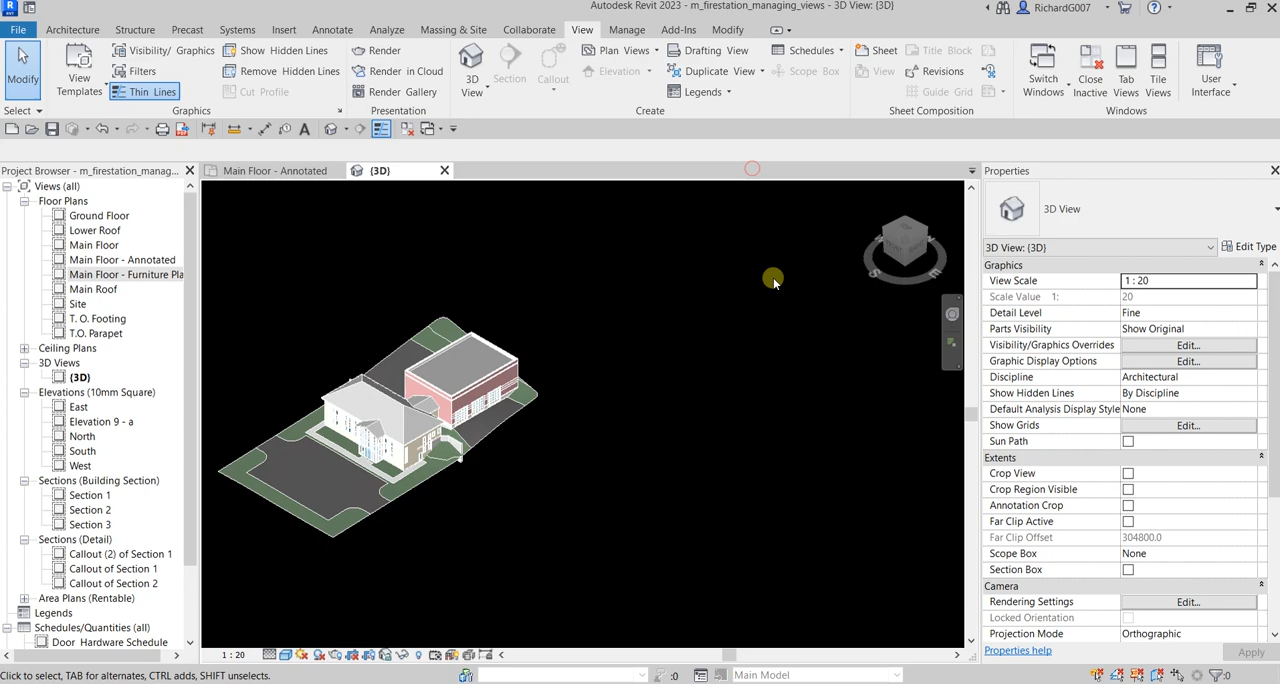 Autodesk Revit 2023 - m_firestation_managing_views - 3D View: {3D}
RichardG007
File Architecture Structure Precast Systems Insert Annotate Analyze Massing & Site Collaborate View Manage Add-Ins Modify
Modify
Select
View Templates
Visibility/ Graphics
Filters
Thin Lines
Show Hidden Lines
Remove Hidden Lines
Cut Profile
Graphics
Render
Render in Cloud
Render Gallery
Presentation
3D View
Section
Callout
Plan Views
Elevation
Drafting View
Duplicate View
Legends
Schedules
Scope Box
Create
Sheet
View
Title Block
Revisions
Guide Grid
Sheet Composition
Switch Windows
Close Inactive
Tab Views
Tile Views
Windows
User Interface
Project Browser - m_firestation_manag...
Main Floor - Annotated
{3D}
Views (all)
Floor Plans
Ground Floor
Lower Roof
Main Floor
Main Floor - Annotated
Main Floor - Furniture Pla
Main Roof
Site
T. O. Footing
T.O. Parapet
Ceiling Plans
3D Views
{3D}
Elevations (10mm Square)
East
Elevation 9 - a
North
South
West
Sections (Building Section)
Section 1
Section 2
Section 3
Sections (Detail)
Callout (2) of Section 1
Callout of Section 1
Callout of Section 2
Area Plans (Rentable)
Legends
Schedules/Quantities (all)
Door Hardware Schedule
Properties
3D View
3D View: {3D}
Edit Type
Graphics
View Scale 1 : 20
Scale Value 1: 20
Detail Level Fine
Parts Visibility Show Original
Visibility/Graphics Overrides Edit...
Graphic Display Options Edit...
Discipline Architectural
Show Hidden Lines By Discipline
Default Analysis Display Style None
Show Grids Edit...
Sun Path
Extents
Crop View
Crop Region Visible
Annotation Crop
Far Clip Active
Far Clip Offset 304800.0
Scope Box None
Section Box
Camera
Rendering Settings Edit...
Locked Orientation
Projection Mode Orthographic
Properties help
Apply
1 : 20
Click to select, TAB for alternates, CTRL adds, SHIFT unselects.
:0
Main Model
:0